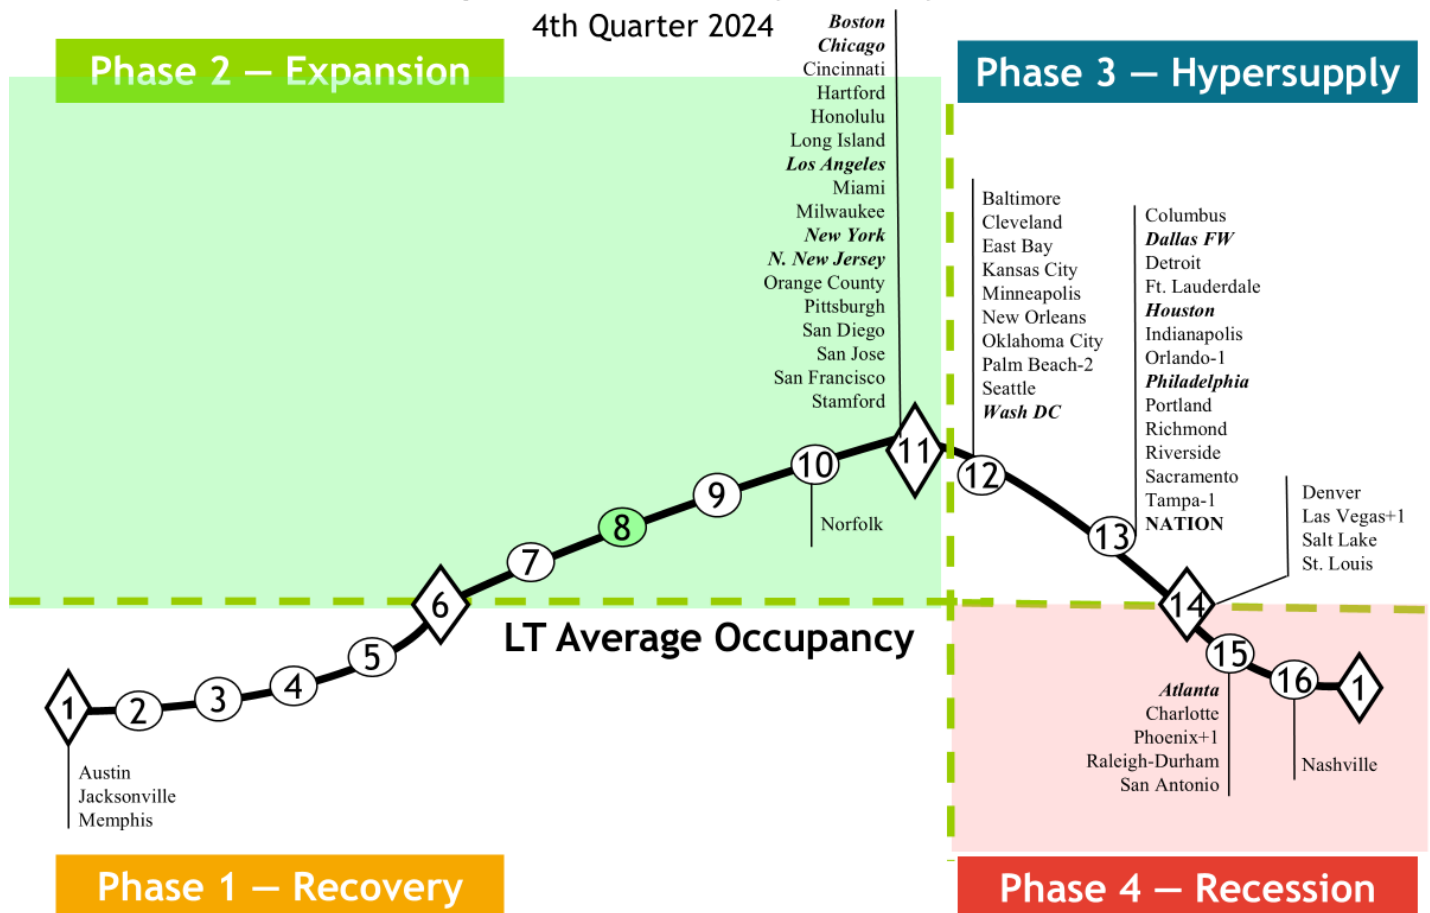 4th Quarter 2024
Phase 2 — Expansion
Phase 3 — Hypersupply
Boston
Chicago
Cincinnati
Hartford
Honolulu
Long Island
Los Angeles
Miami
Milwaukee
New York
N. New Jersey
Orange County
Pittsburgh
San Diego
San Jose
San Francisco
Stamford
Baltimore
Cleveland
East Bay
Kansas City
Minneapolis
New Orleans
Oklahoma City
Palm Beach-2
Seattle
Wash DC
Columbus
Dallas FW
Detroit
Ft. Lauderdale
Houston
Indianapolis
Orlando-1
Philadelphia
Portland
Richmond
Riverside
Sacramento
Tampa-1
NATION
Denver
Las Vegas+1
Salt Lake
St. Louis
Norfolk
1
2
3
4
5
6
7
8
9
10
11
12
13
14
15
16
1
LT Average Occupancy
Austin
Jacksonville
Memphis
Atlanta
Charlotte
Phoenix+1
Raleigh-Durham
San Antonio
Nashville
Phase 1 — Recovery
Phase 4 — Recession